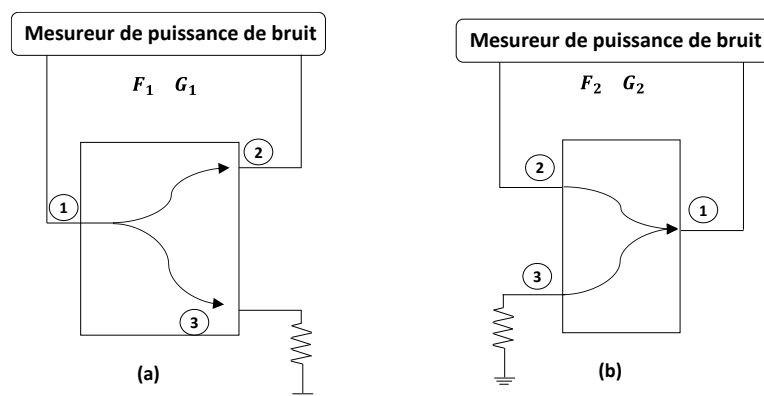 Mesureur de puissance de bruit
F₁ G₁
2
1
3
(a)
Mesureur de puissance de bruit
F₂ G₂
2
1
3
(b)